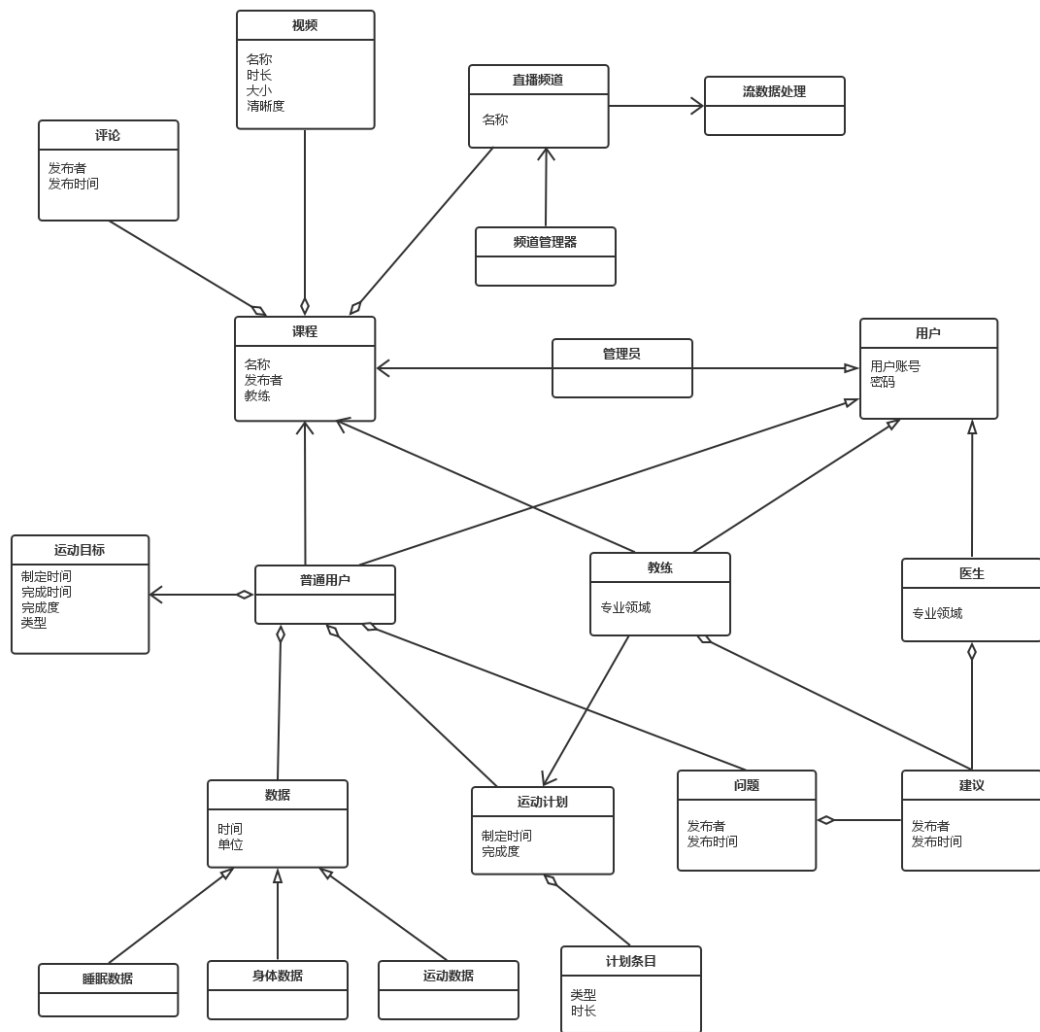 视频
名称
时长
大小
清晰度
直播频道
名称
流数据处理
评论
发布者
发布时间
频道管理器
课程
名称
发布者
教练
管理员
用户
用户账号
密码
运动目标
制定时间
完成时间
完成度
类型
普通用户
教练
专业领域
医生
专业领域
数据
时间
单位
运动计划
制定时间
完成度
问题
发布者
发布时间
建议
发布者
发布时间
睡眠数据
身体数据
运动数据
计划条目
类型
时长